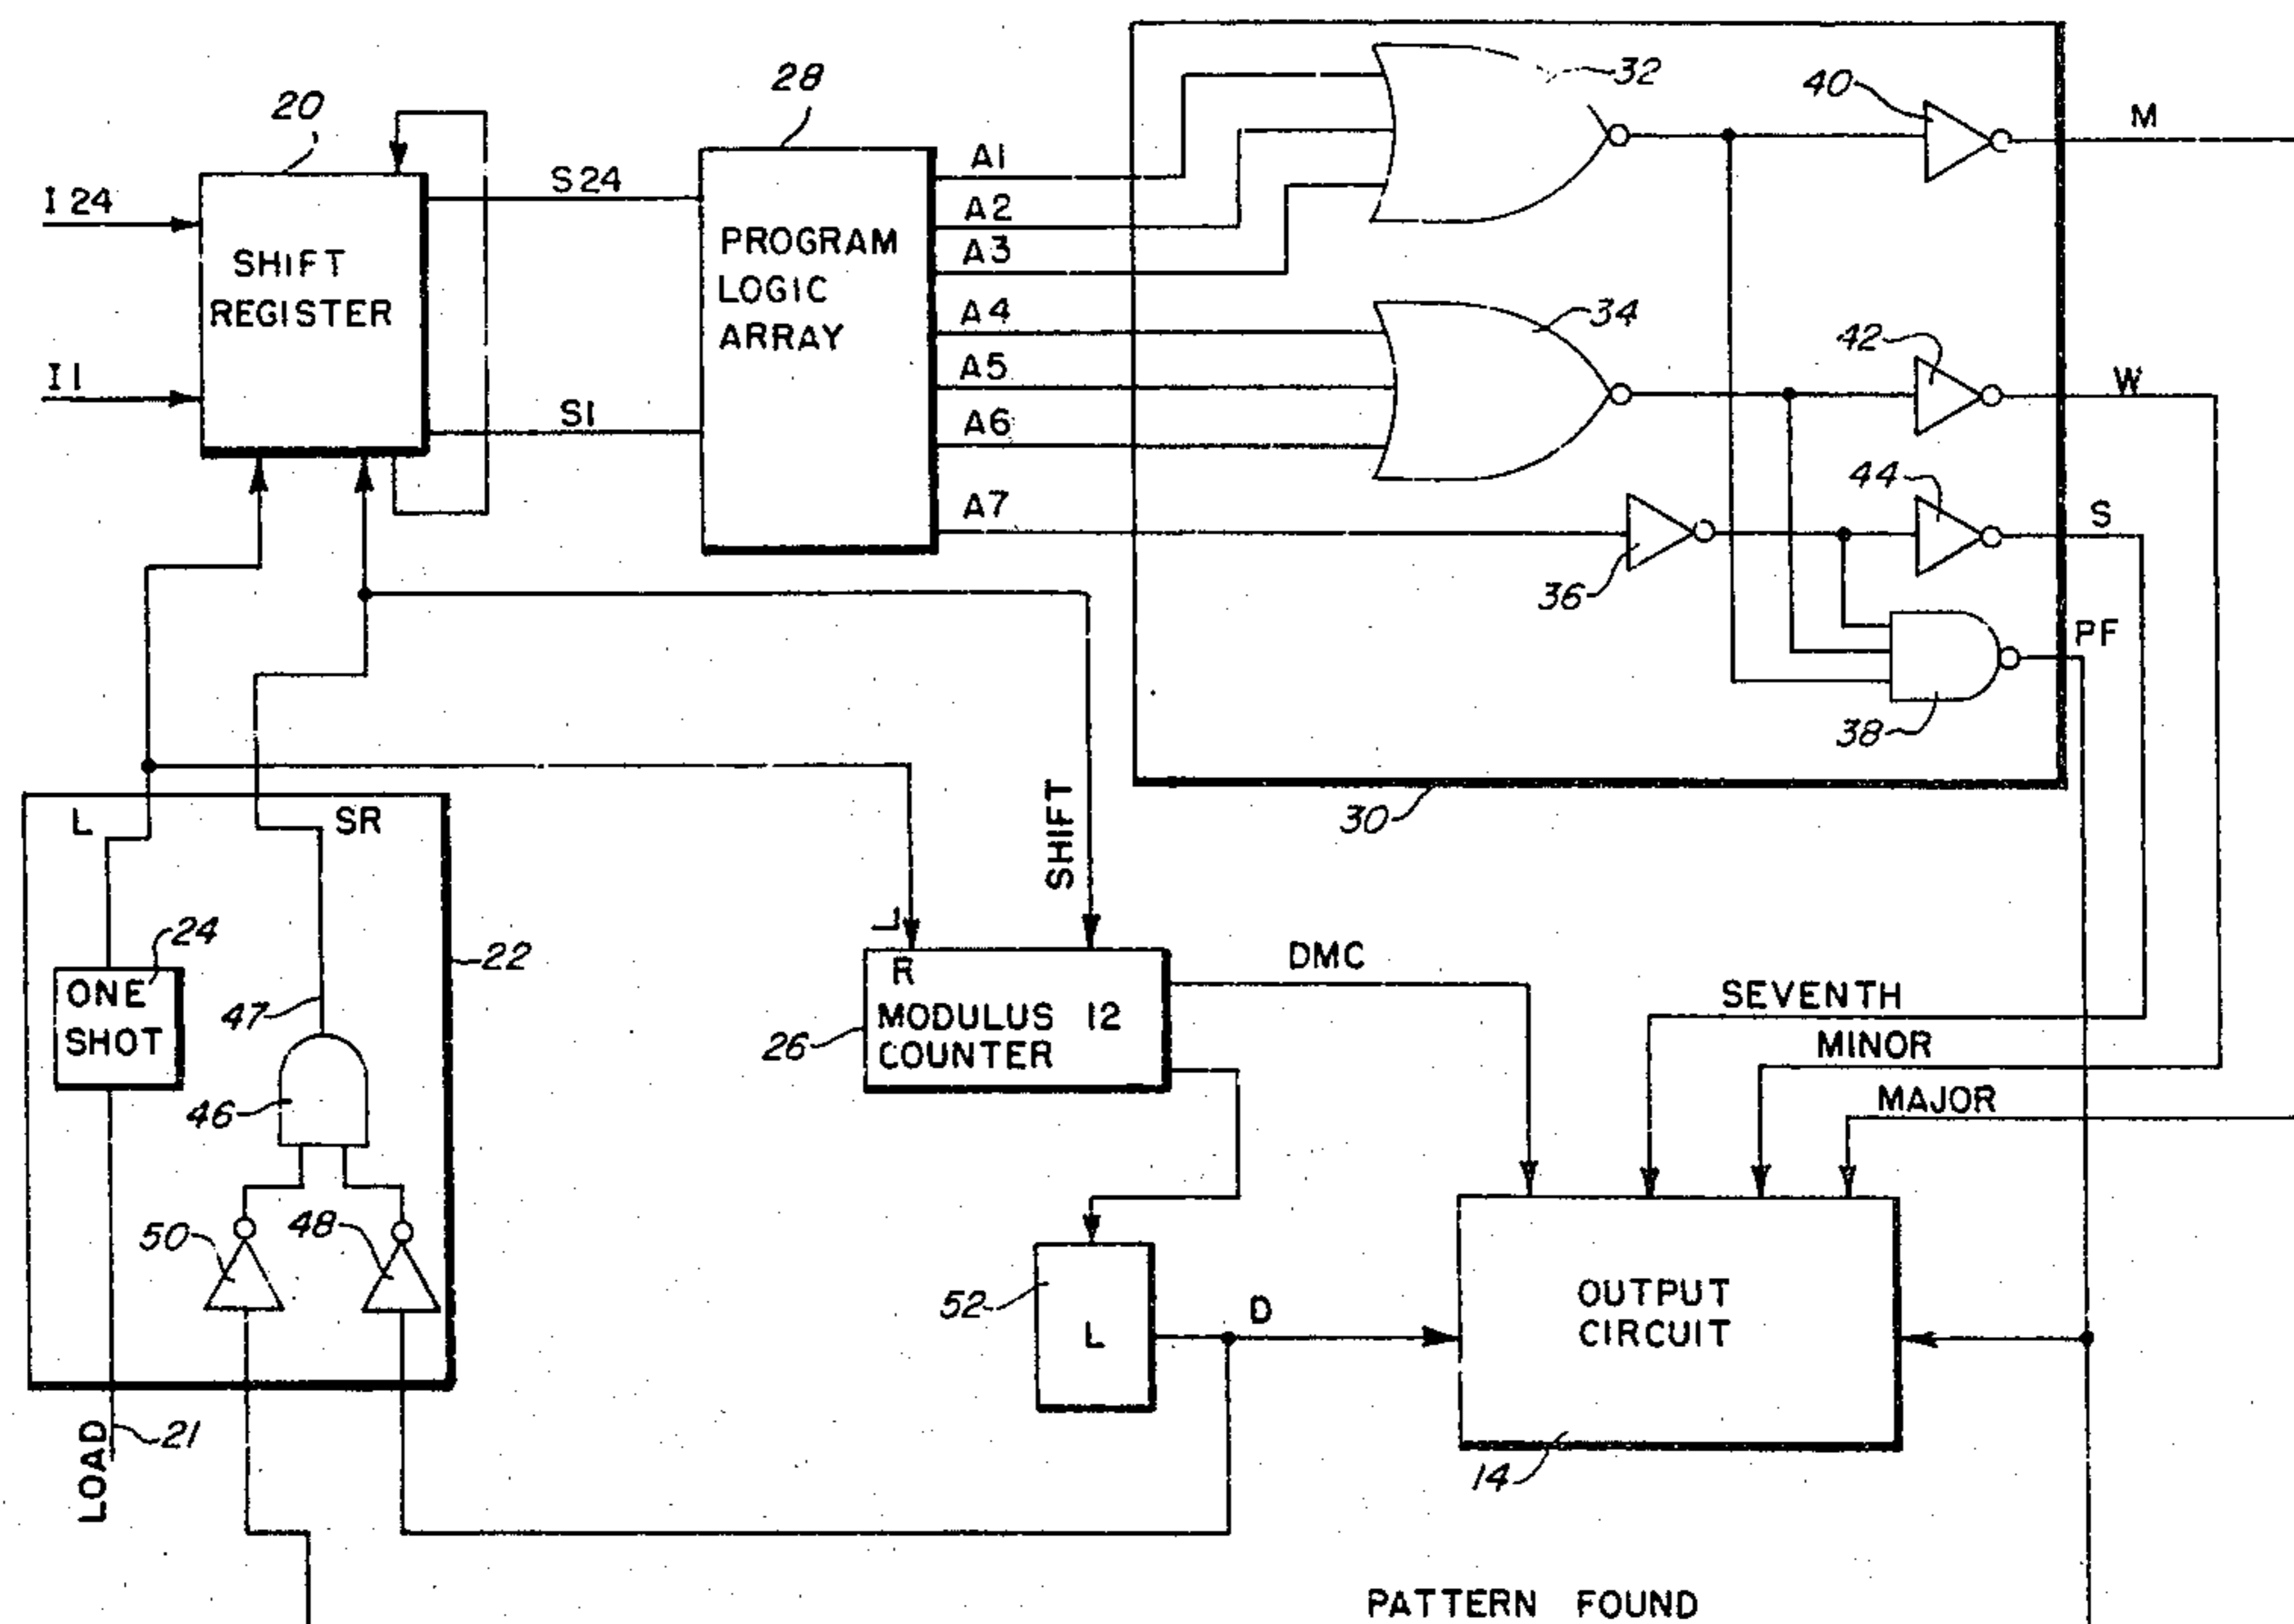 20
28
32
40
M
I 24
S24
A1
A2
A3
SHIFT
REGISTER
PROGRAM
LOGIC
ARRAY
A4
34
42
W
I1
S1
A5
A6
A7
44
S
36
PF
38
30
L
SR
SHIFT
24
22
ONE
SHOT
47
46
L
R
MODULUS 12
COUNTER
26
DMC
SEVENTH
MINOR
MAJOR
50
48
52
L
D
OUTPUT
CIRCUIT
14
LOAD
21
PATTERN FOUND